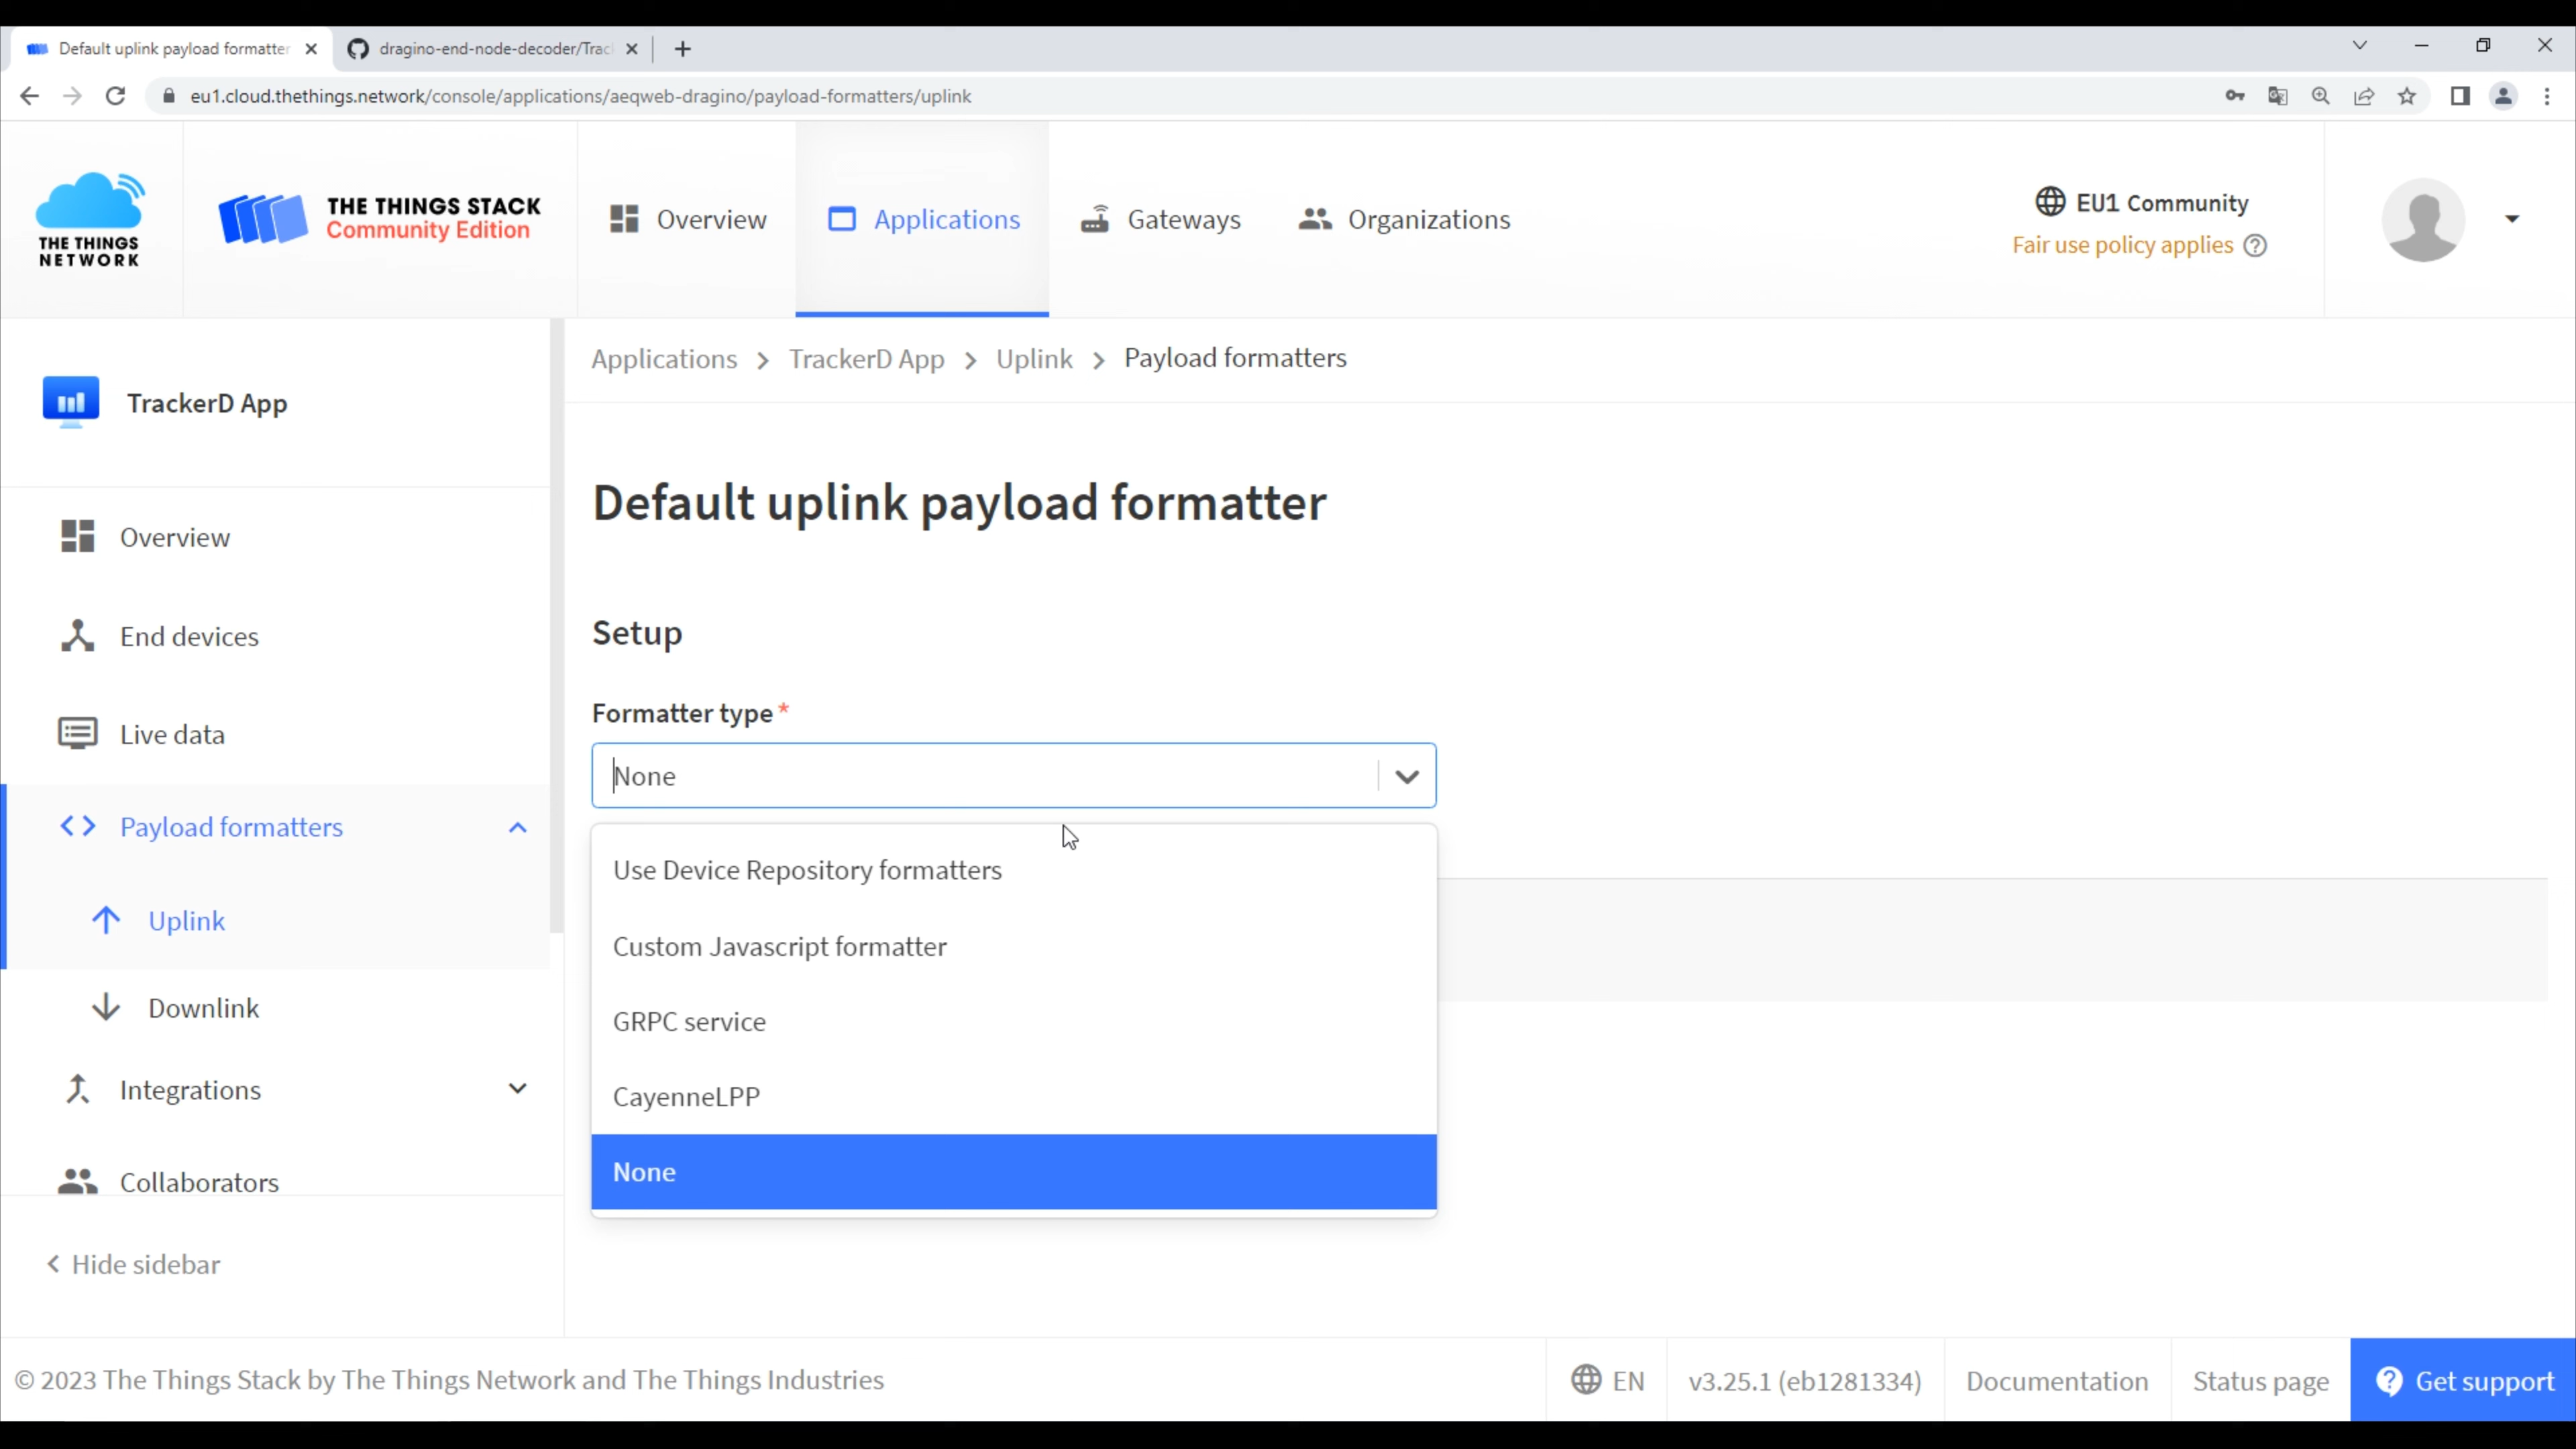 Default uplink payload formatter
dragino-end-node-decoder/Trac
eu1.cloud.thethings.network/console/applications/aeqweb-dragino/payload-formatters/uplink
THE THINGS
NETWORK
THE THINGS STACK
Community Edition
Overview
Applications
Gateways
Organizations
EU1 Community
Fair use policy applies
TrackerD App
Overview
End devices
Live data
Payload formatters
Uplink
Downlink
Integrations
Collaborators
< Hide sidebar
Applications > TrackerD App > Uplink > Payload formatters
Default uplink payload formatter
Setup
Formatter type *
None
Use Device Repository formatters
Custom Javascript formatter
GRPC service
CayenneLPP
None
© 2023 The Things Stack by The Things Network and The Things Industries
EN
v3.25.1 (eb1281334)
Documentation
Status page
Get support